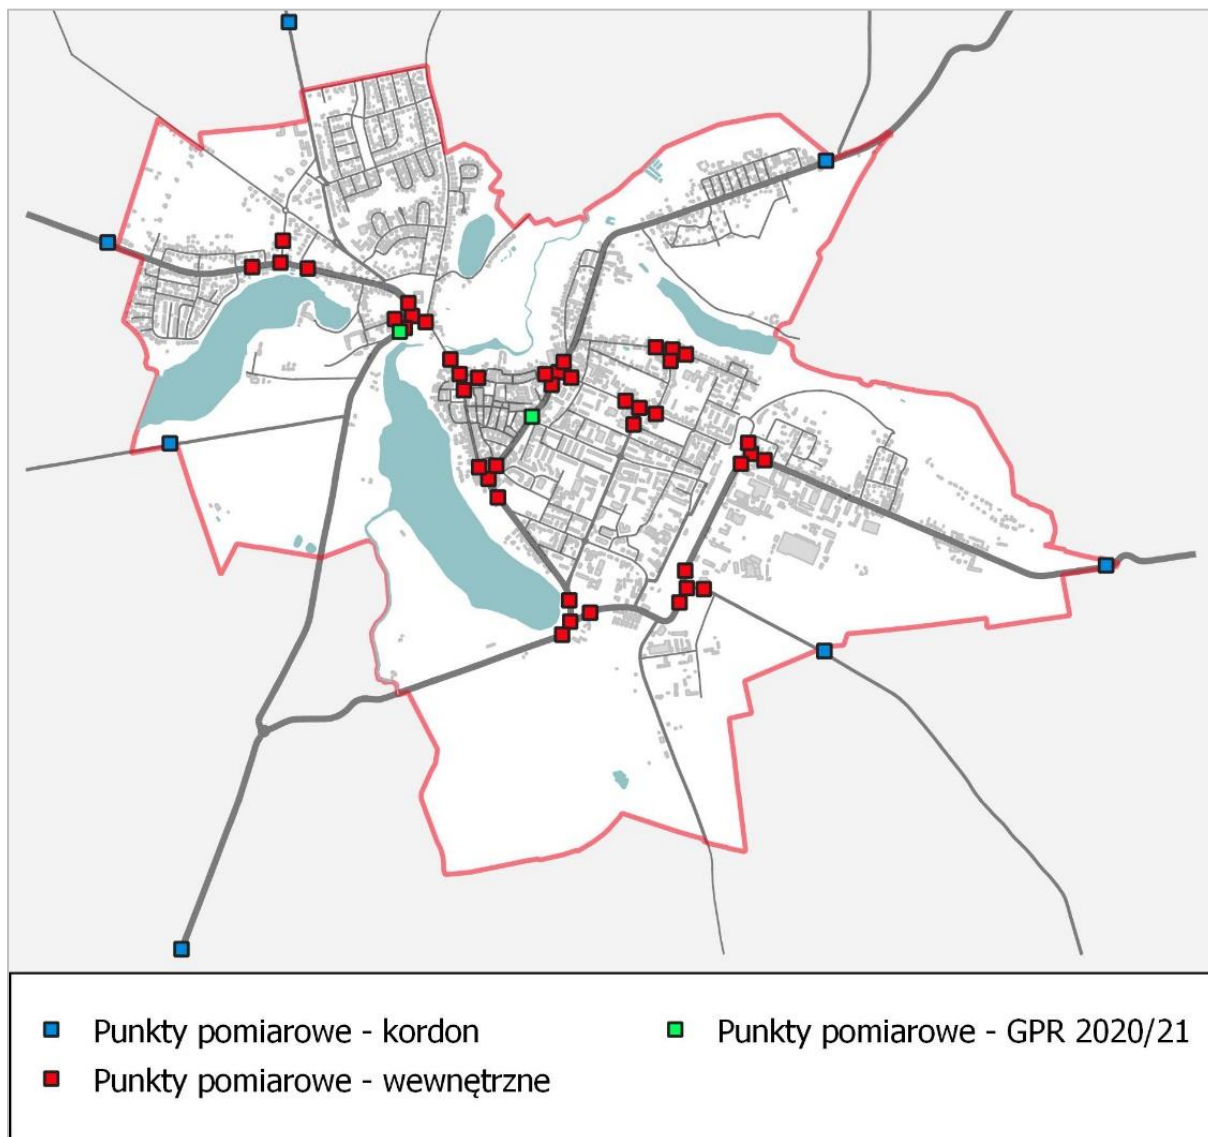 Punkty pomiarowe - kordon
Punkty pomiarowe - GPR 2020/21
Punkty pomiarowe - wewnętrzne